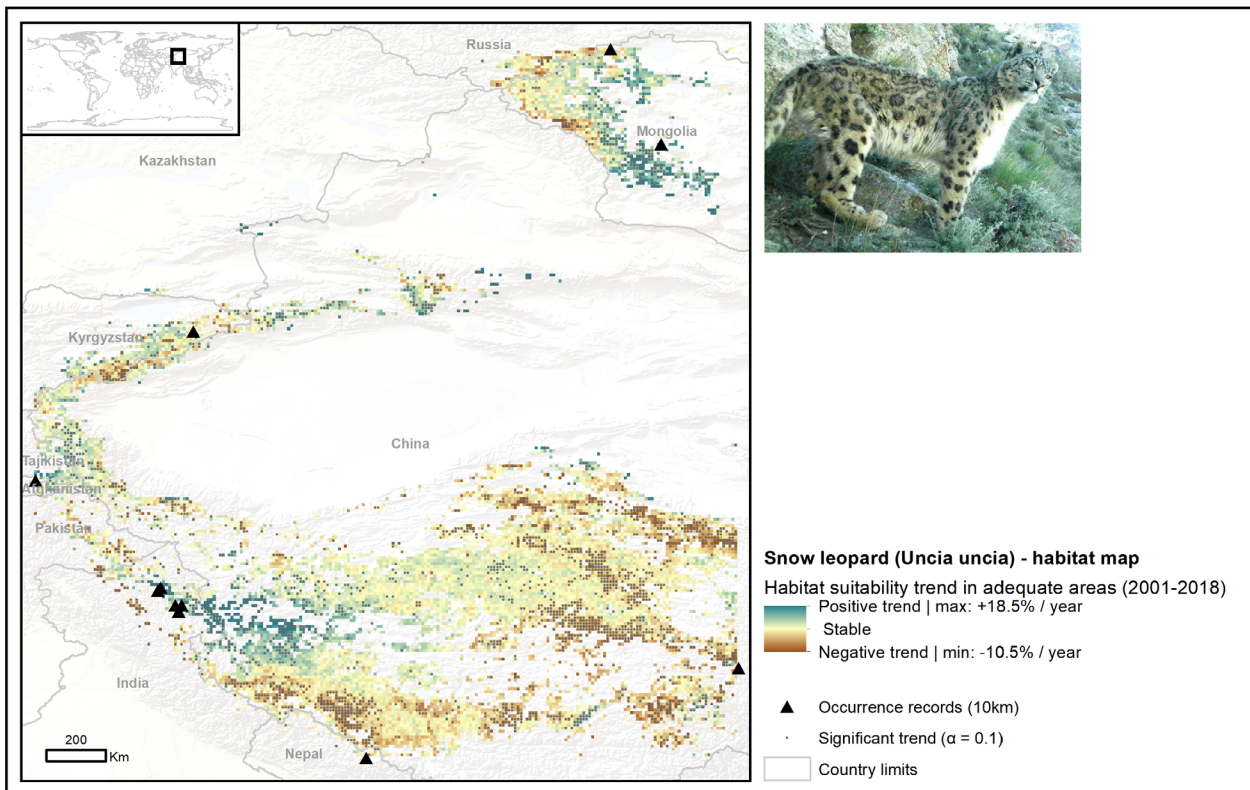 Russia
Mongolia
Kazakhstan
Kyrgyzstan
China
Tajikistan
Afghanistan
Pakistan
India
Nepal
200
Km
Snow leopard (Uncia uncia) - habitat map
Habitat suitability trend in adequate areas (2001-2018)
Positive trend | max: +18.5% / year
Stable
Negative trend | min: -10.5% / year
Occurrence records (10km)
Significant trend (α = 0.1)
Country limits